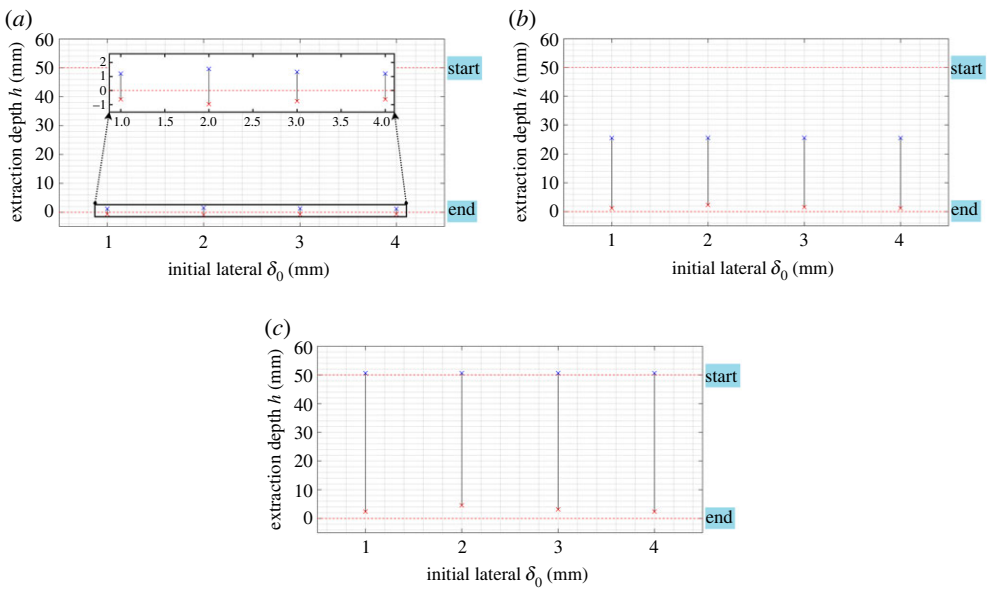 (a)
extraction depth h (mm)
60
50
40
30
20
10
0
2
1
0
−1
1.0 1.5 2.0 2.5 3.0 3.5 4.0
start
end
1 2 3 4
initial lateral δ0 (mm)
(b)
extraction depth h (mm)
60
50
40
30
20
10
0
start
end
1 2 3 4
initial lateral δ0 (mm)
(c)
extraction depth h (mm)
60
50
40
30
20
10
0
start
end
1 2 3 4
initial lateral δ0 (mm)